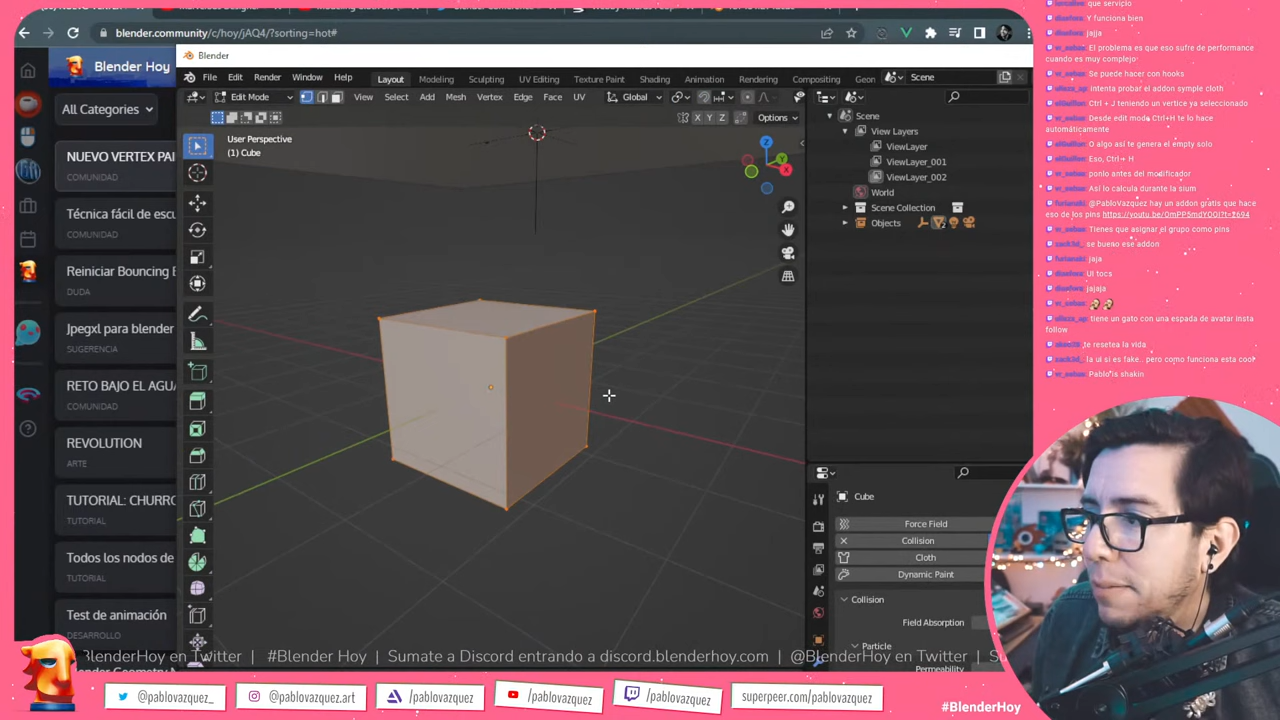 blender.community/c/hoy/jAQ4/?sorting=hot#
Blender Hoy
All Categories
NUEVO VERTEX PAI
COMUNIDAD
Técnica fácil de escu
TUTORIAL
Reiniciar Bouncing E
DUDA
Jpegxl para blender
SUGERENCIA
RETO BAJO EL AGUA
COMUNIDAD
REVOLUTION
ARTE
TUTORIAL: CHURRO
TUTORIAL
Todos los nodos de
TUTORIAL
Test de animación
DESARROLLO
Blender
File Edit Render Window Help
Layout Modeling Sculpting UV Editing Texture Paint Shading Animation Rendering Compositing Geon
Scene
Edit Mode
View Select Add Mesh Vertex Edge Face UV
Global
X Y Z
Options
User Perspective
(1) Cube
Z
Y
X
Scene
View Layers
ViewLayer
ViewLayer_001
ViewLayer_002
World
Scene Collection
Objects
2
Cube
Force Field
Collision
Cloth
Dynamic Paint
Collision
Field Absorption
Particle
Permeability
que servicio
Y funciona bien
jajja
El problema es que eso sufre de performance
cuando es muy complejo
Se puede hacer con hooks
intenta probar el addon symple cloth
Ctrl + J teniendo un vertice ya seleccionado
Desde edit mode Ctrl+H te lo hace
automáticamente
O algo asi te genera el empty solo
Eso, Ctrl + H
ponlo antes del modificador
Así lo calcula durante la sium
@PabloVazquez hay un addon gratis que hace
eso de los pins https://youtu.be/OmPP5mdYOQI?t=2694
Tienes que asignar el grupo como pins
se bueno ese addon
jaja
UI tocs
jajaja
tiene un gato con una espada de avatar insta
follow
te resetea la vida
la ui si es fake.. pero como funciona esta cool
Pablo is shakin
BlenderHoy en Twitter | #Blender Hoy | Sumate a Discord entrando a discord.blenderhoy.com | @BlenderHoy en Twitter |
@pablovazquez_
@pablovazquez.art
/pablovazquez
/pablovazquez
/pablovazquez
superpeer.com/pablovazquez
#BlenderHoy